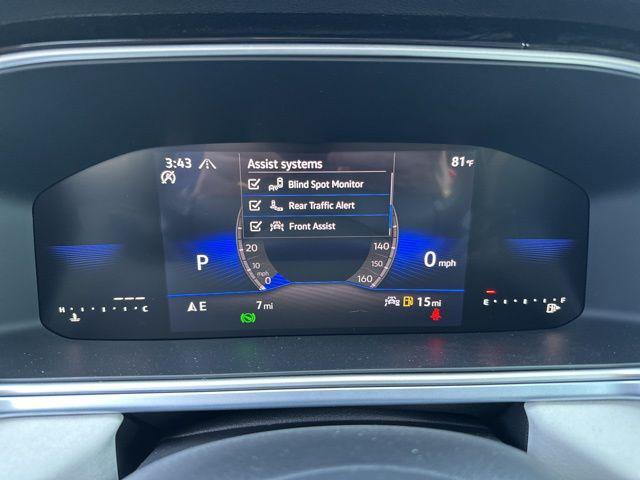 3:43
Assist systems
81°F
Blind Spot Monitor
Rear Traffic Alert
Front Assist
20
10
mph
0
140
150
160
P
0 mph
H C
E F
E
7 mi
15 mi